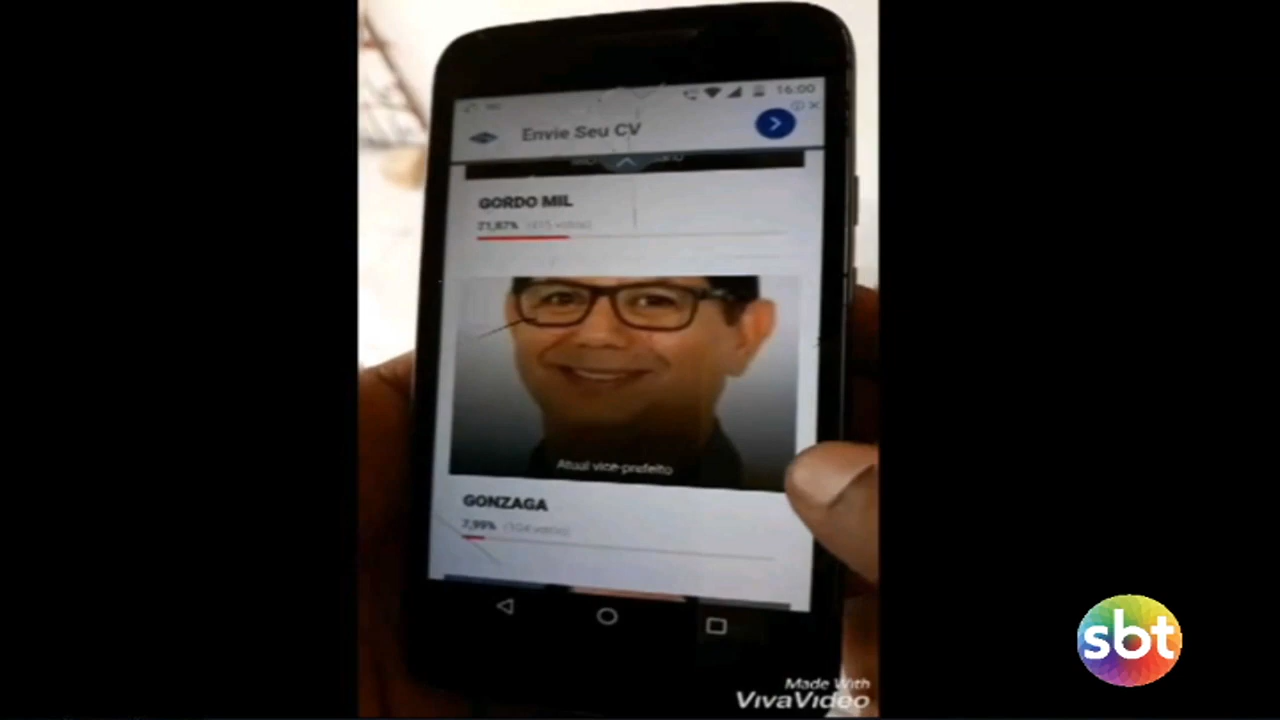 16:00
Envie Seu CV
GORDO MIL
21,87%
Atual vice-prefeito
GONZAGA
7,99%
sbt
Made With
VivaVideo